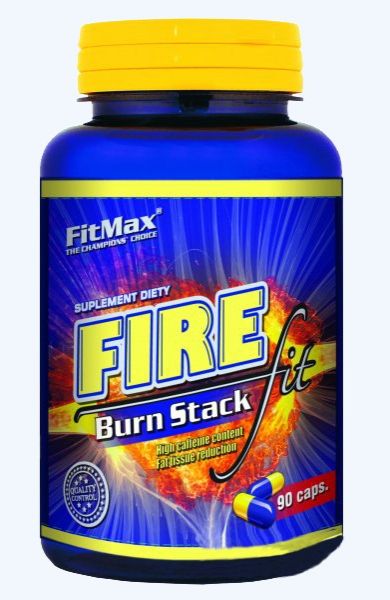 FitMax®
THE CHAMPIONS' CHOICE
SUPLEMENT DIETY
FIRE
fit
Burn Stack
High caffeine content
Fat tissue reduction
QUALITY
CONTROL
90 caps.